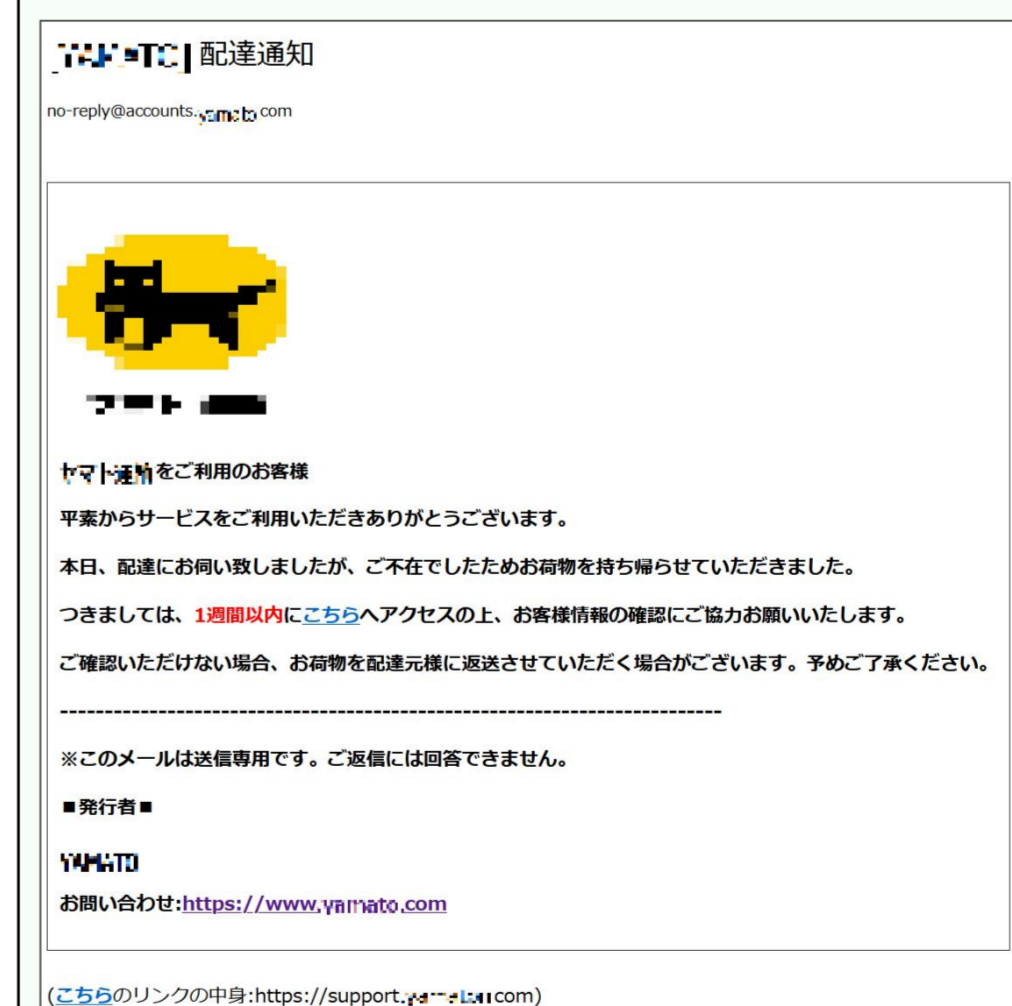 配達通知
no-reply@accounts. com
をご利用のお客様
平素からサービスをご利用いただきありがとうございます。
本日、配達にお伺い致しましたが、ご不在でしたためお荷物を持ち帰らせていただきました。
つきましては、1週間以内にこちらへアクセスの上、お客様情報の確認にご協力お願いいたします。
ご確認いただけない場合、お荷物を配達元様に返送させていただく場合がございます。予めご了承ください。
--------------------------------------------------------------------------
※このメールは送信専用です。ご返信には回答できません。
■発行者■
YAMATO
お問い合わせ:https://www.yamato.com
(こちらのリンクの中身:https://support. com)